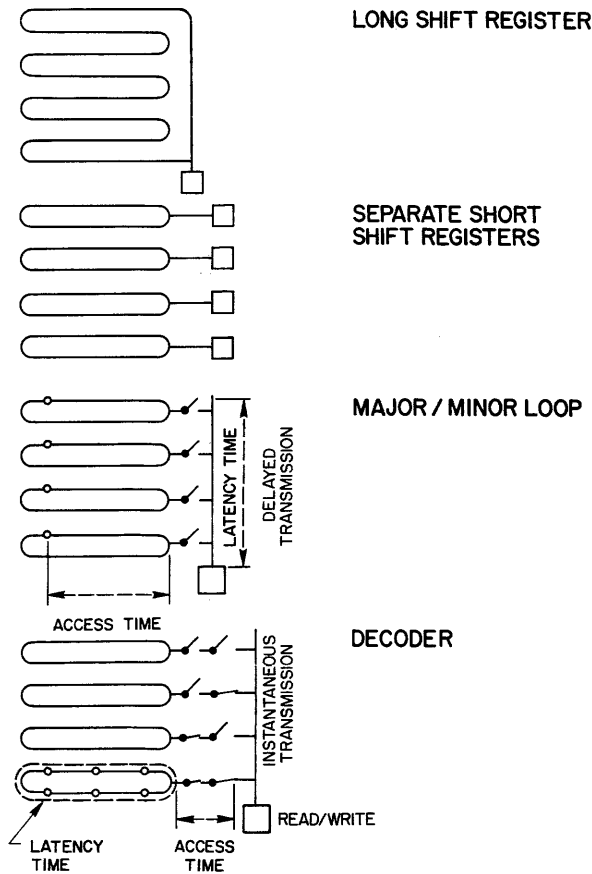 LONG SHIFT REGISTER
SEPARATE SHORT
SHIFT REGISTERS
MAJOR / MINOR LOOP
LATENCY TIME
DELAYED
TRANSMISSION
ACCESS TIME
DECODER
INSTANTANEOUS
TRANSMISSION
READ/WRITE
LATENCY
TIME
ACCESS
TIME